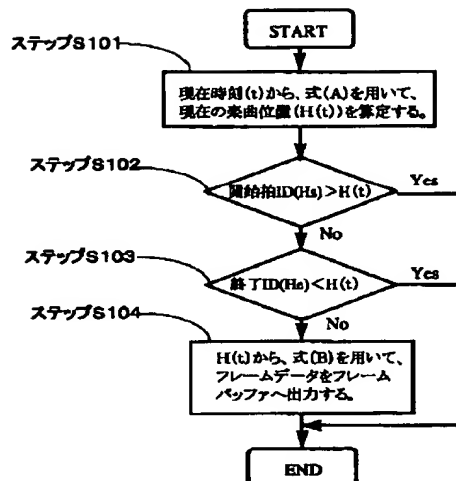 START
ステップS101
現在時刻(t)から、式(A)を用いて、
現在の楽曲位置(H(t))を算定する。
ステップS102
開始拍ID(Hs)>H(t)
Yes
No
ステップS103
終了ID(He)<H(t)
Yes
No
ステップS104
H(t)から、式(B)を用いて、
フレームデータをフレーム
バッファへ出力する。
END